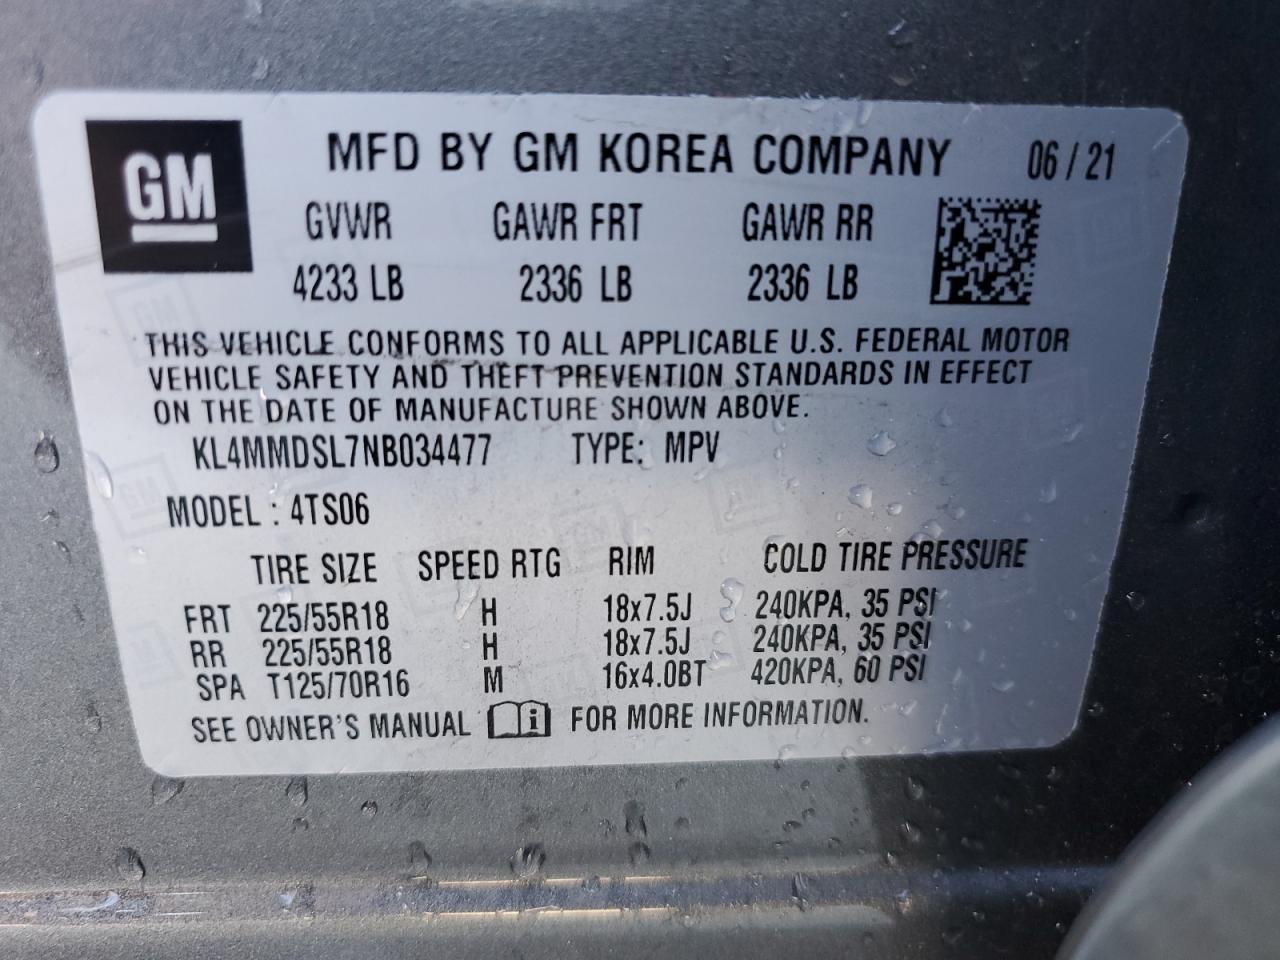 GM
MFD BY GM KOREA COMPANY 06 / 21
GVWR GAWR FRT GAWR RR
4233 LB 2336 LB 2336 LB
THIS VEHICLE CONFORMS TO ALL APPLICABLE U.S. FEDERAL MOTOR
VEHICLE SAFETY AND THEFT PREVENTION STANDARDS IN EFFECT
ON THE DATE OF MANUFACTURE SHOWN ABOVE.
KL4MMDSL7NB034477 TYPE: MPV
MODEL : 4TS06
TIRE SIZE SPEED RTG RIM COLD TIRE PRESSURE
FRT 225/55R18 H 18x7.5J 240KPA, 35 PSI
RR 225/55R18 H 18x7.5J 240KPA, 35 PSI
SPA T125/70R16 M 16x4.0BT 420KPA, 60 PSI
SEE OWNER'S MANUAL i FOR MORE INFORMATION.